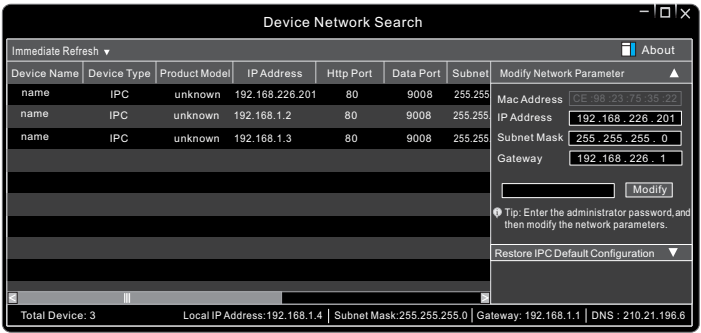 Device Network Search
Immediate Refresh ▼ About
Device Name Device Type Product Model IP Address Http Port Data Port Subnet
name IPC unknown 192.168.226.201 80 9008 255.255
name IPC unknown 192.168.1.2 80 9008 255.255.
name IPC unknown 192.168.1.3 80 9008 255.255
Modify Network Parameter ▲
Mac Address CE :98 :23 :75 :35 :22
IP Address 192 .168 . 226 . 201
Subnet Mask 255 . 255 . 255 . 0
Gateway 192 .168 . 226 . 1
Modify
Tip: Enter the administrator password, and
then modify the network parameters.
Restore IPC Default Configuration ▼
Total Device: 3 Local IP Address:192.168.1.4 Subnet Mask:255.255.255.0 Gateway: 192.168.1.1 DNS : 210.21.196.6